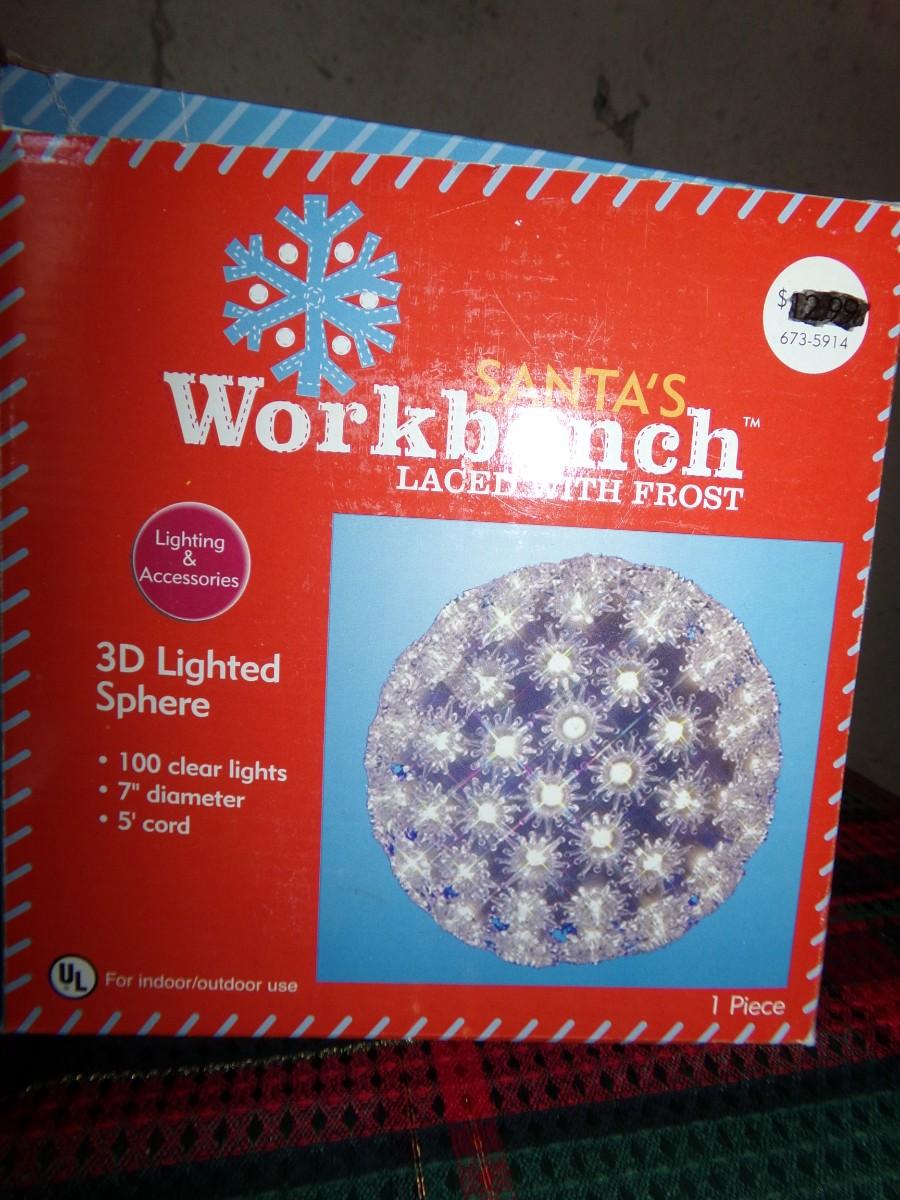 $12.99
673-5914
SANTA'S
Workbench™
LACED WITH FROST
Lighting
&
Accessories
3D Lighted
Sphere
• 100 clear lights
• 7" diameter
• 5' cord
UL
For indoor/outdoor use
1 Piece